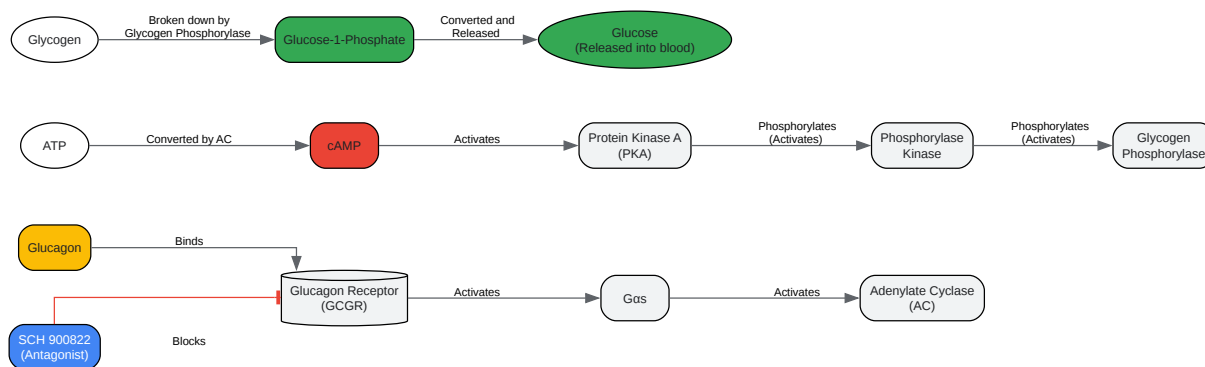 Glycogen
Broken down by
Glycogen Phosphorylase
Glucose-1-Phosphate
Converted and
Released
Glucose
(Released into blood)
ATP
Converted by AC
cAMP
Activates
Protein Kinase A
(PKA)
Phosphorylates
(Activates)
Phosphorylase
Kinase
Phosphorylates
(Activates)
Glycogen
Phosphorylase
Glucagon
Binds
Glucagon Receptor
(GCGR)
Activates
Gαs
Activates
Adenylate Cyclase
(AC)
SCH 900822
(Antagonist)
Blocks